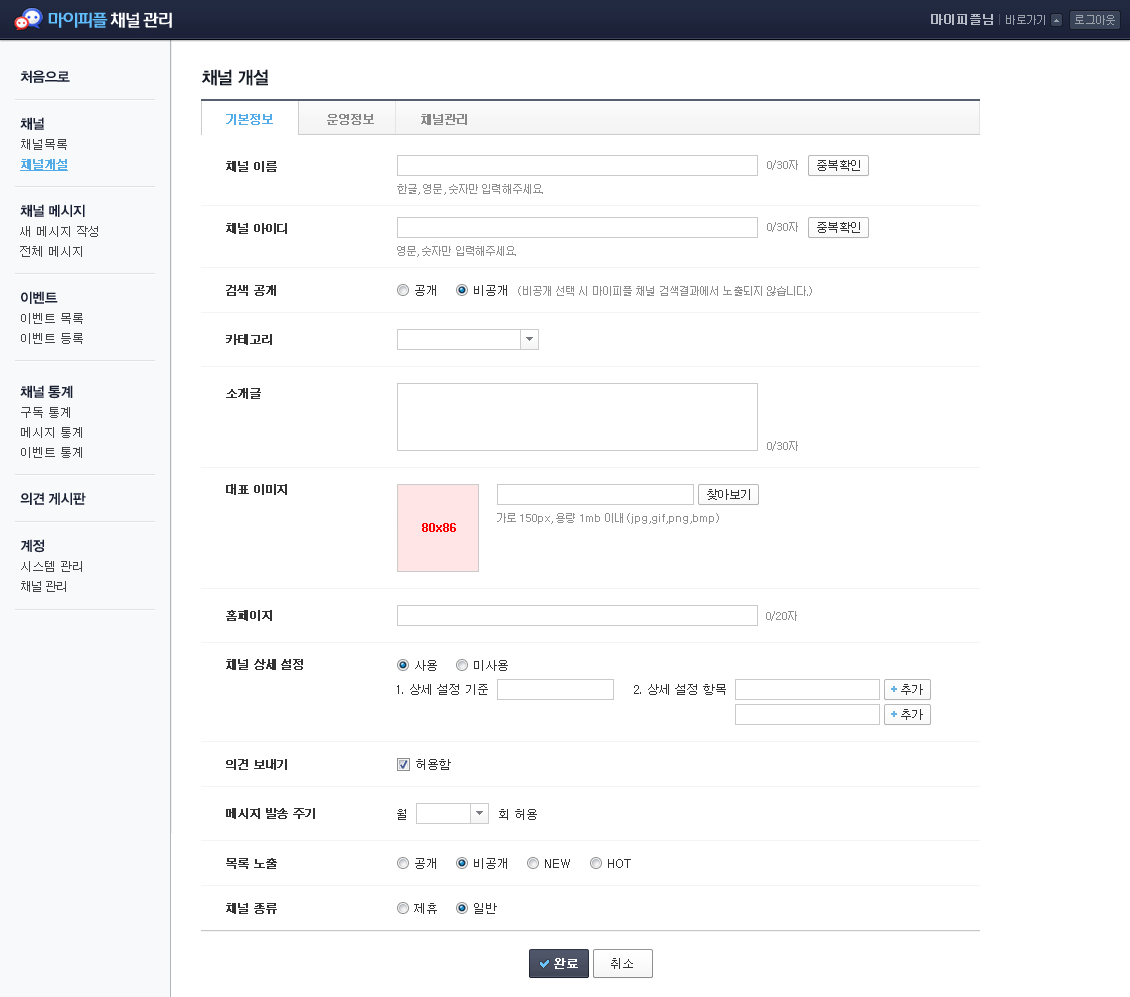 마이피플 채널 관리
마이피플님 바로가기 로그아웃
처음으로
채널
채널목록
채널개설
채널 메시지
새 메시지 작성
전체 메시지
이벤트
이벤트 목록
이벤트 등록
채널 통계
구독 통계
메시지 통계
이벤트 통계
의견 게시판
계정
시스템 관리
채널 관리
채널 개설
기본정보 운영정보 채널관리
채널 이름 0/30자 중복확인
한글, 영문, 숫자만 입력해주세요.
채널 아이디 0/30자 중복확인
영문, 숫자만 입력해주세요.
검색 공개 공개 비공개 (비공개 선택 시 마이피플 채널 검색결과에서 노출되지 않습니다.)
카테고리
소개글
0/30자
대표 이미지 찾아보기
가로 150px, 용량 1mb 이내 (jpg,gif,png,bmp)
80x86
홈페이지 0/20자
채널 상세 설정 사용 미사용
1. 상세 설정 기준 2. 상세 설정 항목 + 추가
+ 추가
의견 보내기 허용함
메시지 발송 주기 월 회 허용
목록 노출 공개 비공개 NEW HOT
채널 종류 제휴 일반
완료 취소